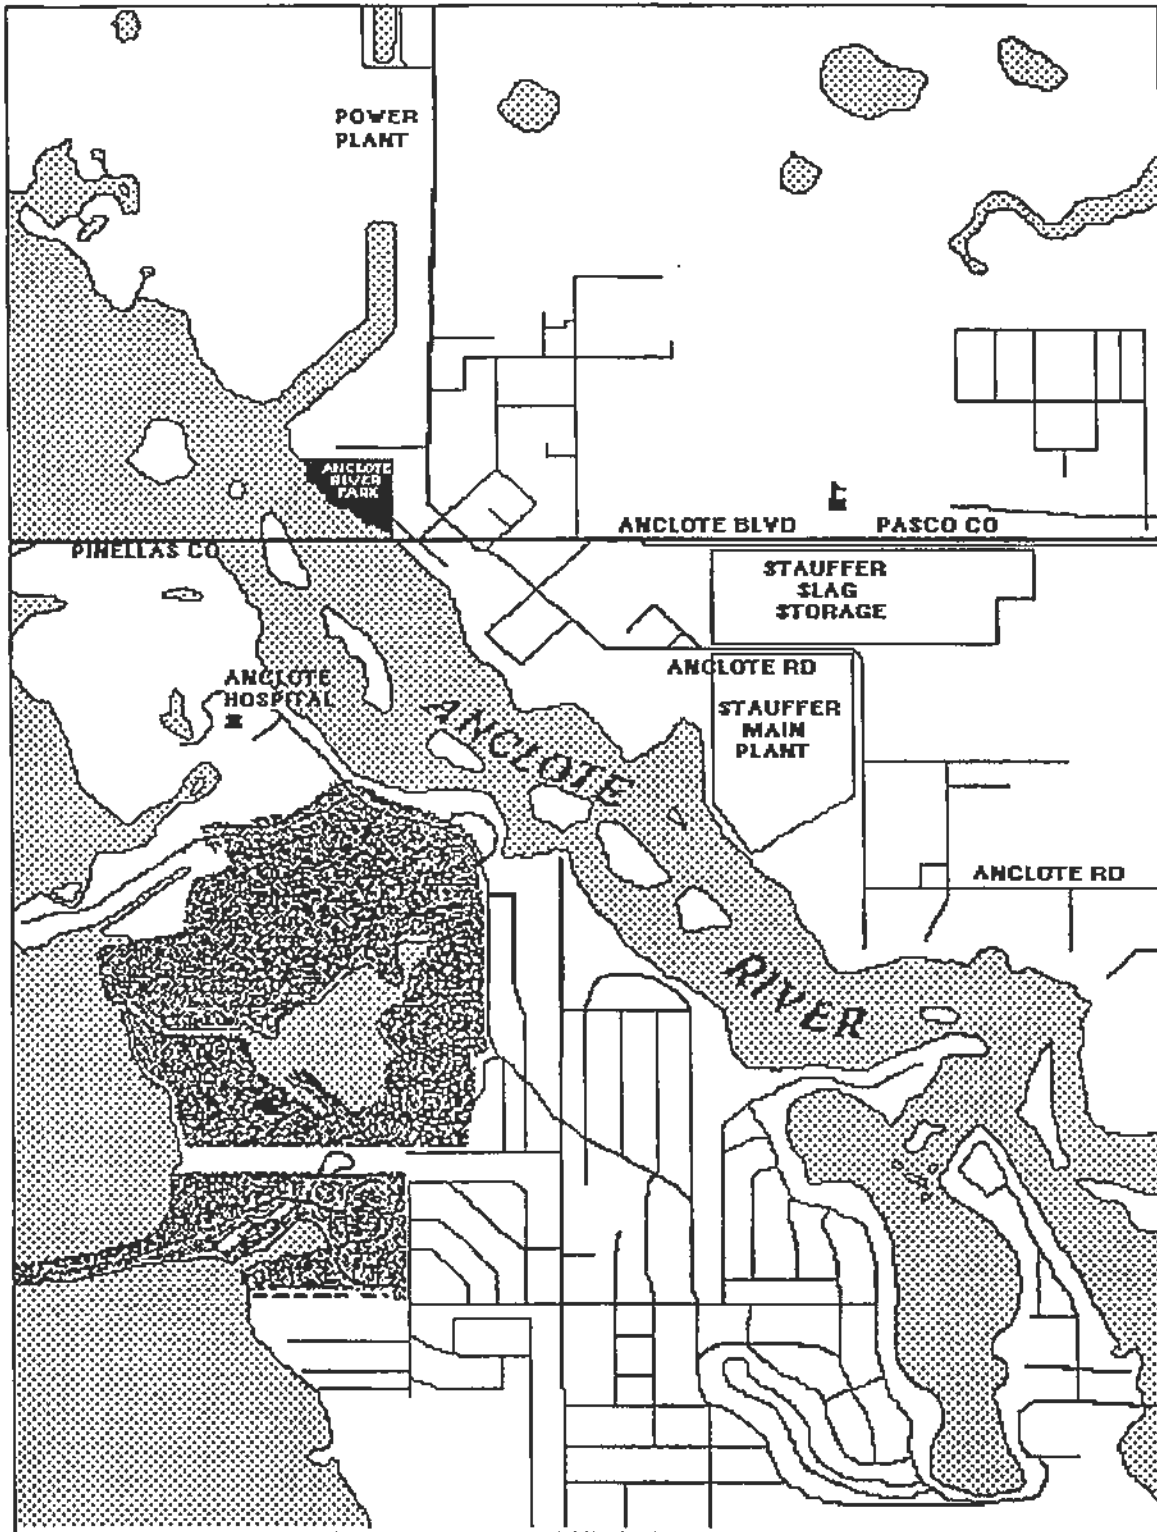 POWER
PLANT
ANCLOTE
RIVER
PARK
ANCLOTE BLVD
PASCO CO
PINELLAS CO
STAUFFER
SLAG
STORAGE
ANCLOTE RD
ANCLOTE
HOSPITAL
STAUFFER
MAIN
PLANT
ANCLOTE
ANCLOTE RD
RIVER